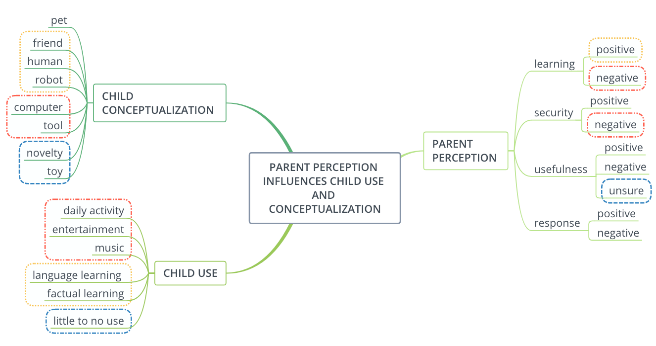 pet
friend
human
robot
computer
tool
novelty
toy
CHILD
CONCEPTUALIZATION
daily activity
entertainment
music
language learning
factual learning
little to no use
CHILD USE
PARENT PERCEPTION
INFLUENCES CHILD USE
AND
CONCEPTUALIZATION
PARENT
PERCEPTION
learning
positive
negative
security
positive
negative
usefulness
positive
negative
unsure
response
positive
negative